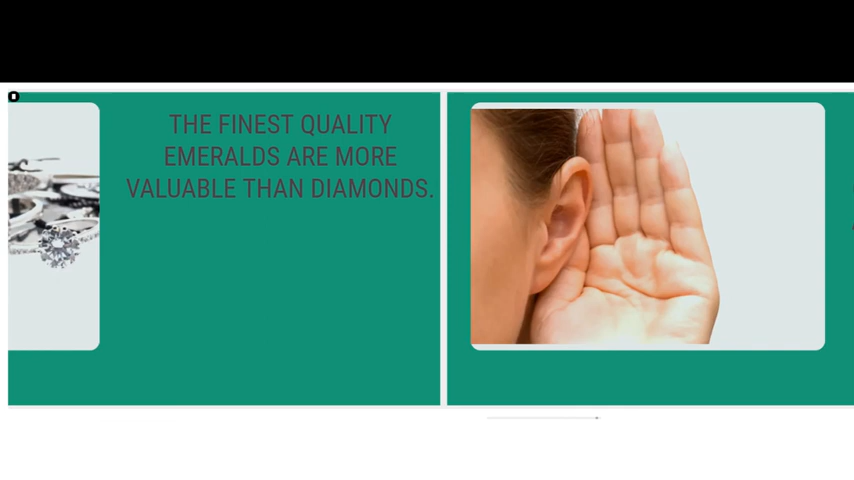 THE FINEST QUALITY
EMERALDS ARE MORE
VALUABLE THAN DIAMONDS.